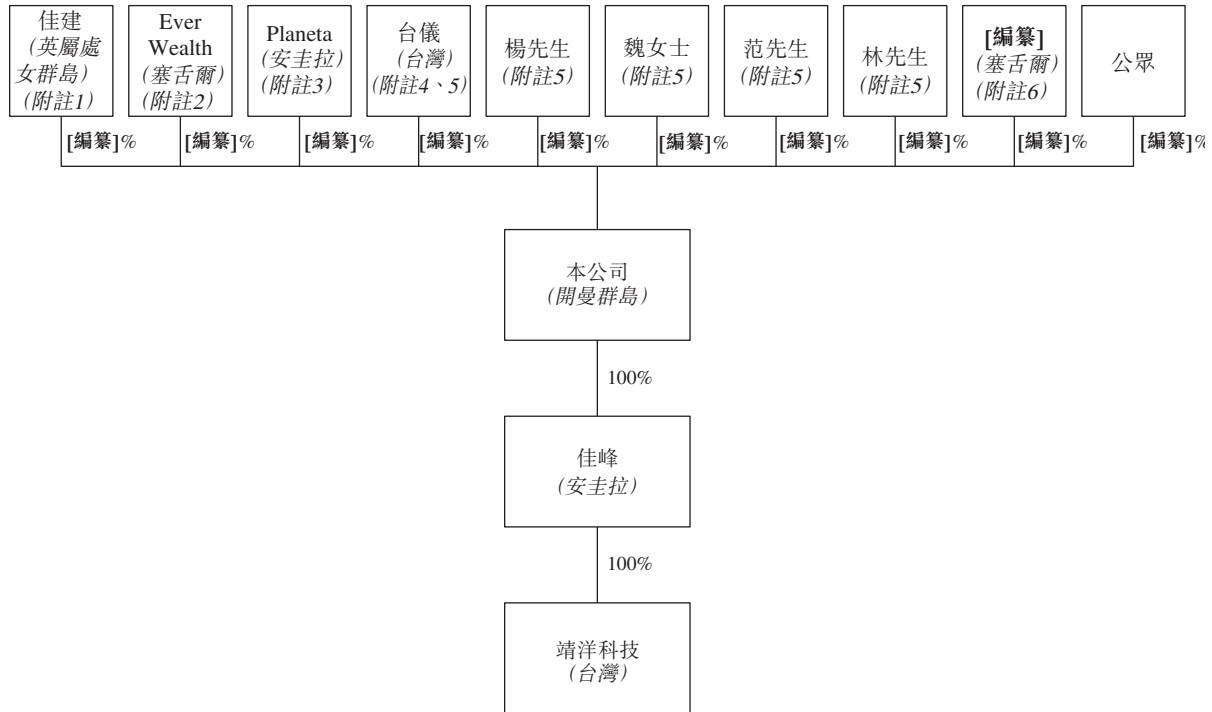 佳建
（英屬處
女群島）
（附註1）
Ever
Wealth
（塞舌爾）
（附註2）
Planeta
（安圭拉）
（附註3）
台儀
（台灣）
（附註4、5）
楊先生
（附註5）
魏女士
（附註5）
范先生
（附註5）
林先生
（附註5）
[編纂]
（塞舌爾）
（附註6）
公眾
[編纂]%
[編纂]%
[編纂]%
[編纂]%
[編纂]%
[編纂]%
[編纂]%
[編纂]%
[編纂]%
[編纂]%
本公司
（開曼群島）
100%
佳峰
（安圭拉）
100%
靖洋科技
（台灣）